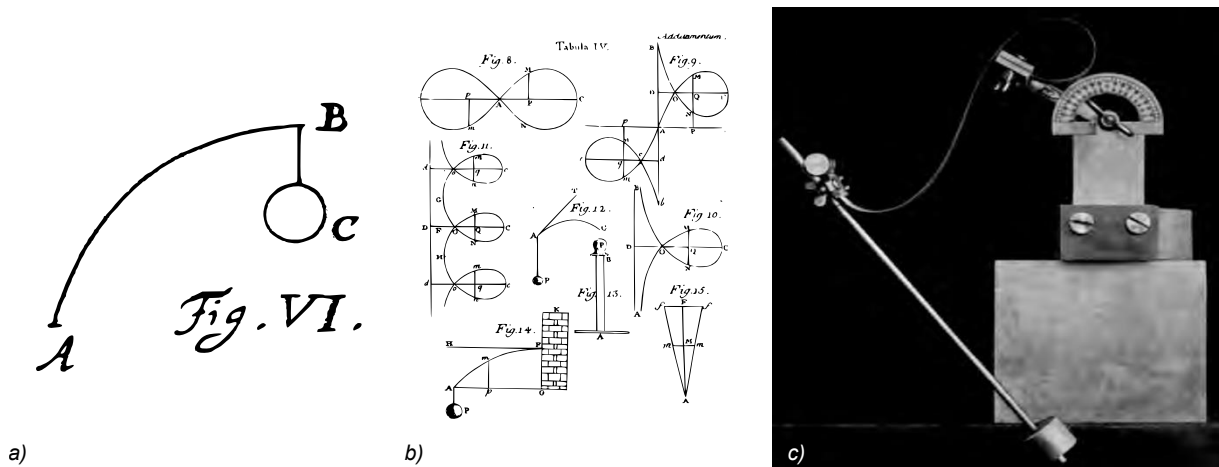 B
C
Fig. VI.
A
a)
Tabula IV.
Additamentum.
Fig. 8.
M
P
A
P
C
m
N
B
Fig. 9.
M
D
O
Q
N
P
A
P
n
c
q
d
m
b
Fig. 11.
m
d
o
q
c
n
G
M
D
F
O
Q
C
N
H
m
d
o
q
c
n
T
Fig. 12.
A
C
P
B
P
B
Fig. 10.
M
D
O
Q
C
N
A
Fig. 13.
A
Fig. 14.
K
H
F
m
A
p
G
P
Fig. 15.
f
F
f
m
M
m
A
b)
c)